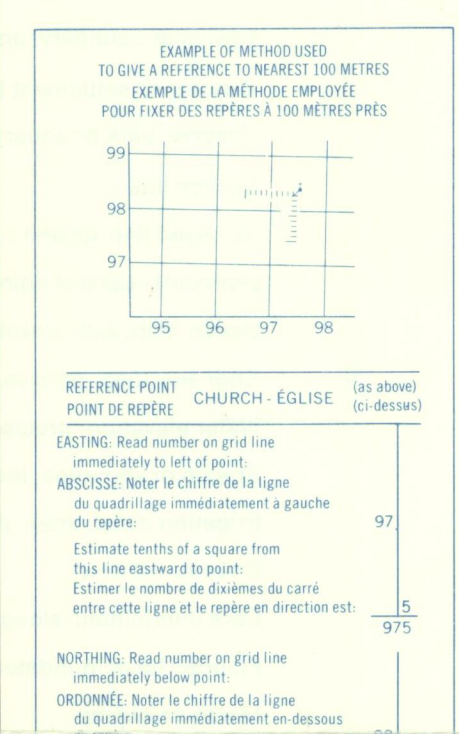 EXAMPLE OF METHOD USED
TO GIVE A REFERENCE TO NEAREST 100 METRES
EXEMPLE DE LA MÉTHODE EMPLOYÉE
POUR FIXER DES REPÈRES À 100 MÈTRES PRÈS
99
98
97
95 96 97 98
REFERENCE POINT
POINT DE REPÈRE
CHURCH - ÉGLISE
(as above)
(ci-dessus)
EASTING: Read number on grid line
immediately to left of point:
ABSCISSE: Noter le chiffre de la ligne
du quadrillage immédiatement à gauche
du repère: 97
Estimate tenths of a square from
this line eastward to point:
Estimer le nombre de dixièmes du carré
entre cette ligne et le repère en direction est: 5
975
NORTHING: Read number on grid line
immediately below point:
ORDONNÉE: Noter le chiffre de la ligne
du quadrillage immédiatement en-dessous